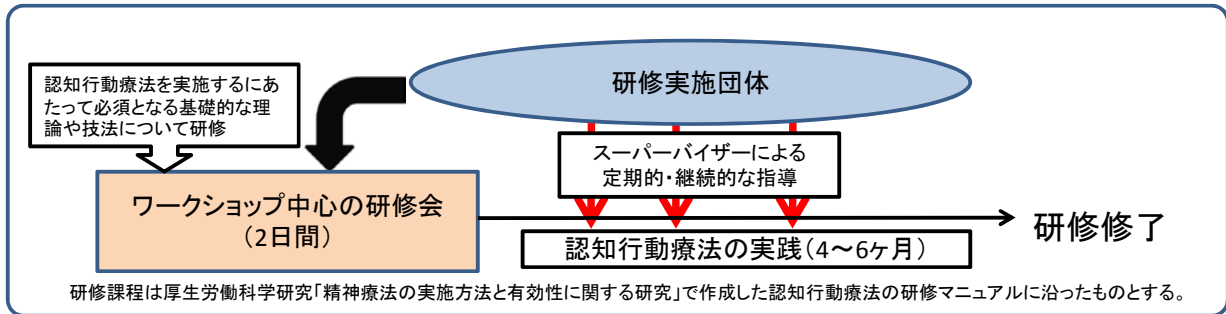 認知行動療法を実施するにあ
たって必須となる基礎的な理
論や技法について研修
研修実施団体
スーパーバイザーによる
定期的・継続的な指導
ワークショップ中心の研修会
（2日間）
認知行動療法の実践（4～6ヶ月）
研修修了
研修課程は厚生労働科学研究「精神療法の実施方法と有効性に関する研究」で作成した認知行動療法の研修マニュアルに沿ったものとする。